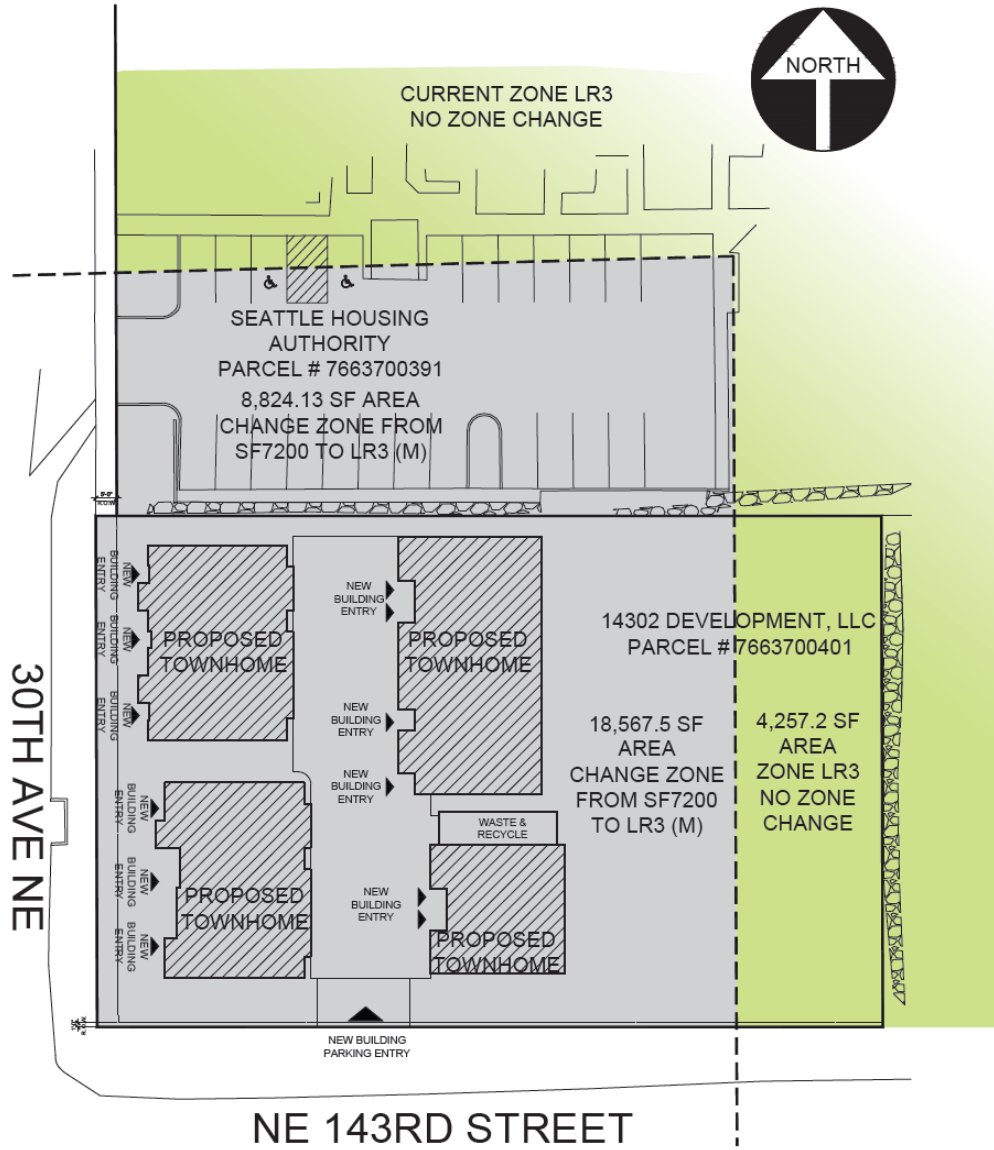 NORTH
CURRENT ZONE LR3
NO ZONE CHANGE
SEATTLE HOUSING
AUTHORITY
PARCEL # 7663700391
8,824.13 SF AREA
CHANGE ZONE FROM
SF7200 TO LR3 (M)
R.O.W.
NEW
BUILDING
ENTRY
NEW
BUILDING
ENTRY
NEW
BUILDING
ENTRY
PROPOSED
TOWNHOME
NEW
BUILDING
ENTRY
NEW
BUILDING
ENTRY
NEW
BUILDING
ENTRY
PROPOSED
TOWNHOME
14302 DEVELOPMENT, LLC
PARCEL # 7663700401
18,567.5 SF
AREA
CHANGE ZONE
FROM SF7200
TO LR3 (M)
4,257.2 SF
AREA
ZONE LR3
NO ZONE
CHANGE
30TH AVE NE
NEW
BUILDING
ENTRY
NEW
BUILDING
ENTRY
NEW
BUILDING
ENTRY
PROPOSED
TOWNHOME
WASTE &
RECYCLE
NEW
BUILDING
ENTRY
PROPOSED
TOWNHOME
NEW BUILDING
PARKING ENTRY
NE 143RD STREET